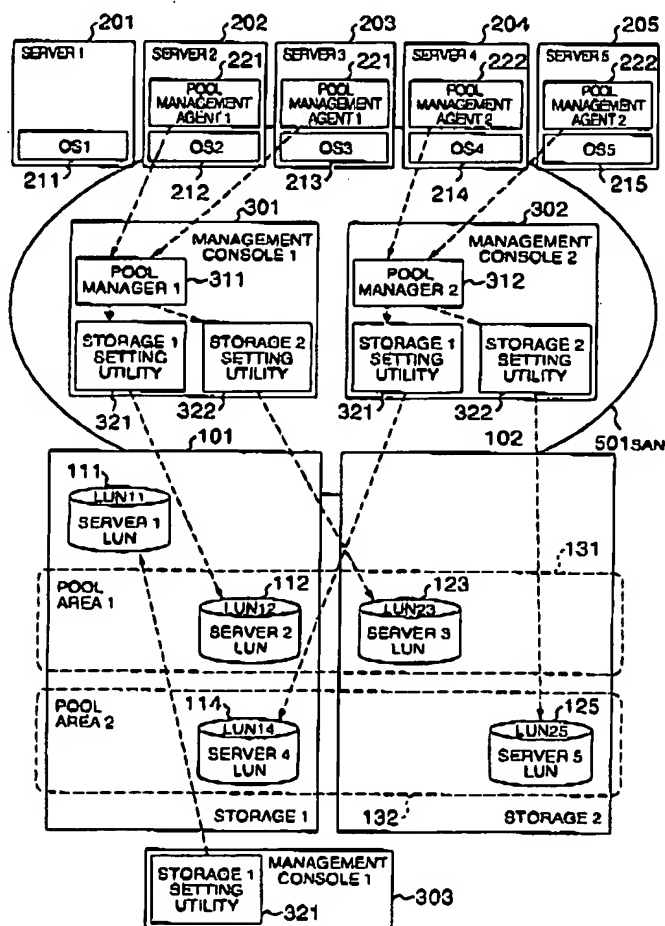 201 202 203 204 205
SERVER 1
SERVER 2 221
SERVER 3 221
SERVER 4 222
SERVER 5 222
POOL MANAGEMENT AGENT 1
POOL MANAGEMENT AGENT 1
POOL MANAGEMENT AGENT 2
POOL MANAGEMENT AGENT 2
OS1 OS2 OS3 OS4 OS5
211 212 213 214 215
301 302
MANAGEMENT CONSOLE 1
MANAGEMENT CONSOLE 2
POOL MANAGER 1 311
POOL MANAGER 2 312
STORAGE 1 SETTING UTILITY
STORAGE 2 SETTING UTILITY
STORAGE 1 SETTING UTILITY
STORAGE 2 SETTING UTILITY
321 322 321 322
101 102 501 SAN
111
LUN11
SERVER 1 LUN
131
POOL AREA 1
112
LUN12
SERVER 2 LUN
123
LUN23
SERVER 3 LUN
POOL AREA 2
114
LUN14
SERVER 4 LUN
125
LUN25
SERVER 5 LUN
STORAGE 1 132 STORAGE 2
STORAGE 1 SETTING UTILITY
MANAGEMENT CONSOLE 1
321 303